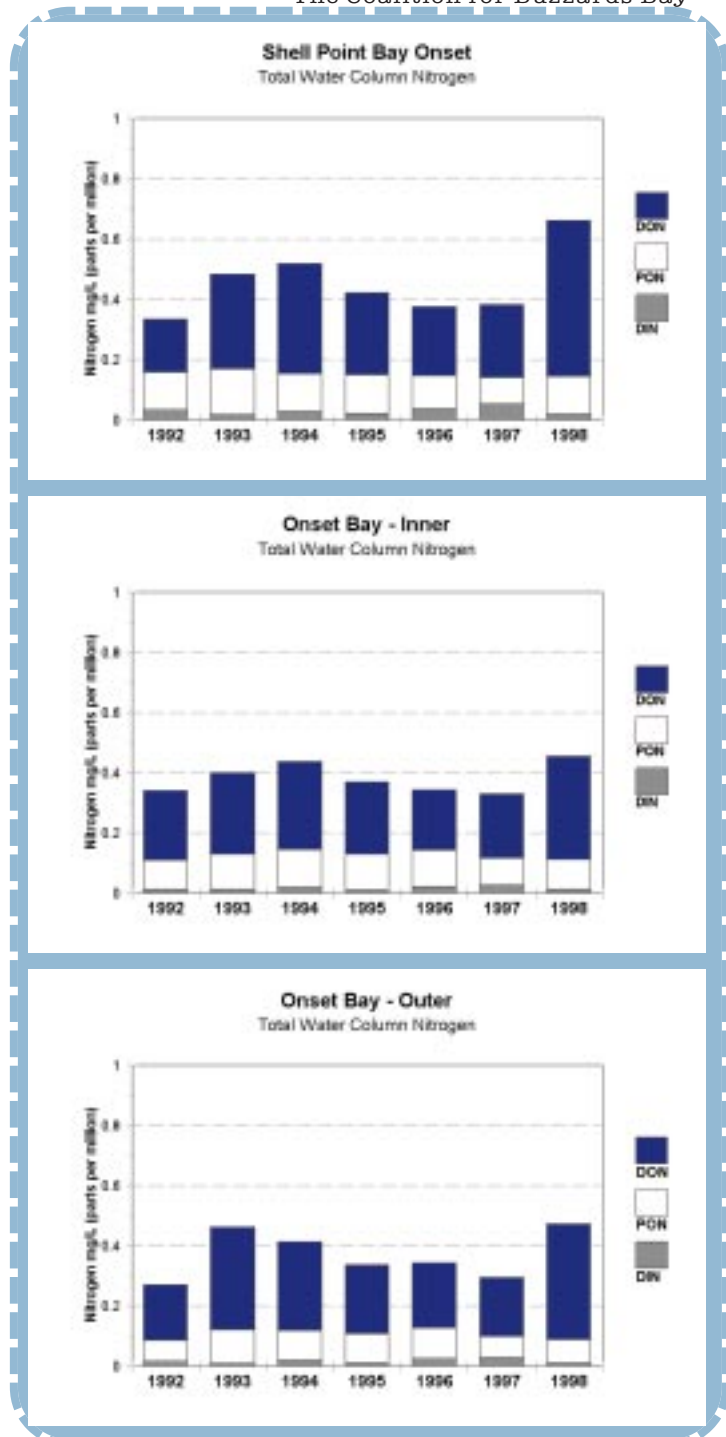 The Coalition for Buzzards Bay
Shell Point Bay Onset
Total Water Column Nitrogen
Nitrogen mg/L (parts per million)
1
0.8
0.6
0.4
0.2
0
1992 1993 1994 1995 1996 1997 1998
DON
PON
DIN
Onset Bay - Inner
Total Water Column Nitrogen
Nitrogen mg/L (parts per million)
1
0.8
0.6
0.4
0.2
0
1992 1993 1994 1995 1996 1997 1998
DON
PON
DIN
Onset Bay - Outer
Total Water Column Nitrogen
Nitrogen mg/L (parts per million)
1
0.8
0.6
0.4
0.2
0
1992 1993 1994 1995 1996 1997 1998
DON
PON
DIN